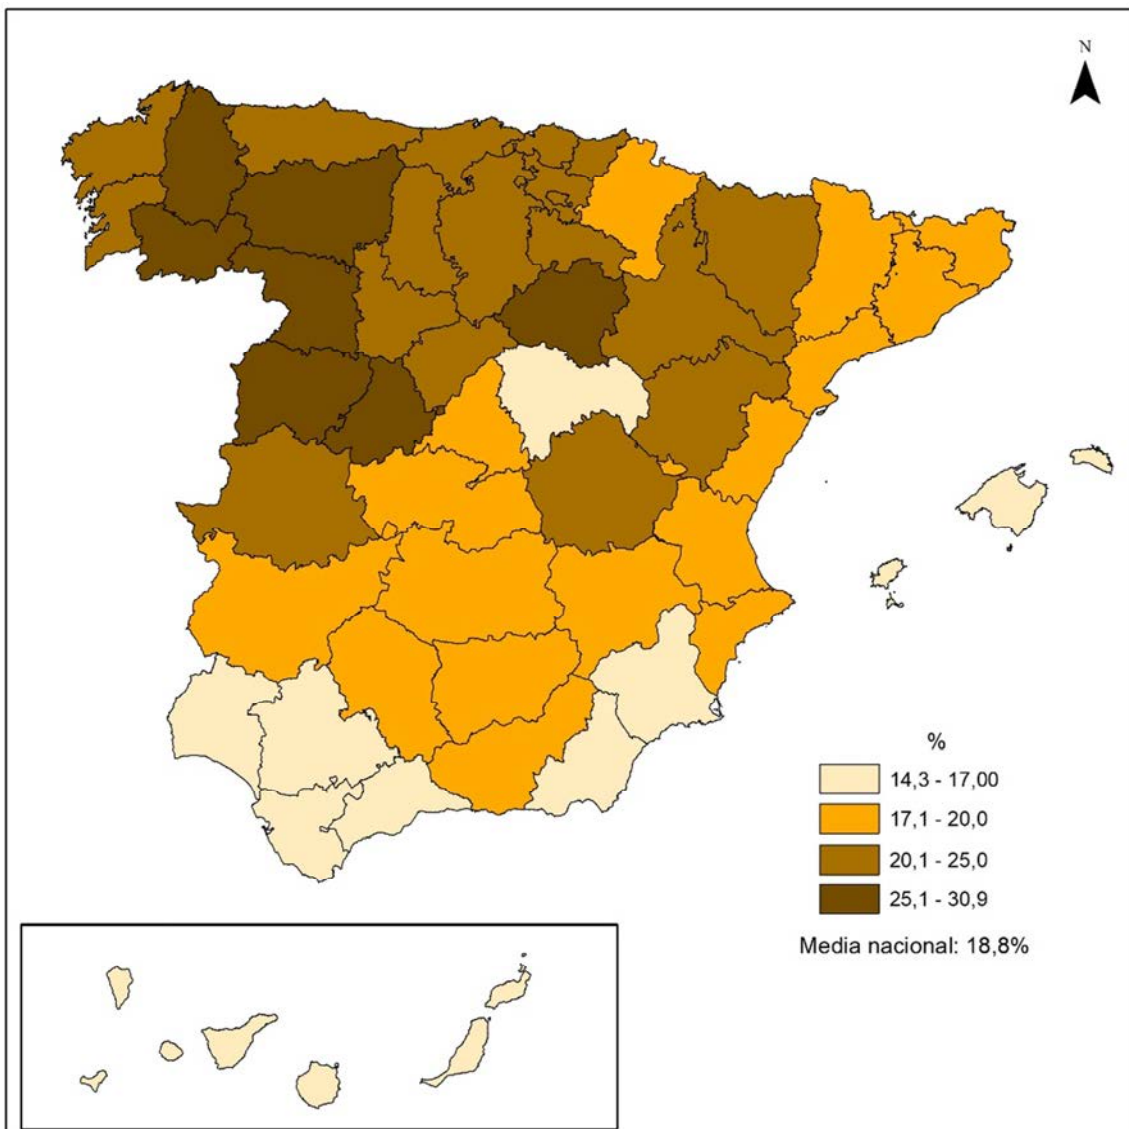 N
%
14,3 - 17,00
17,1 - 20,0
20,1 - 25,0
25,1 - 30,9
Media nacional: 18,8%